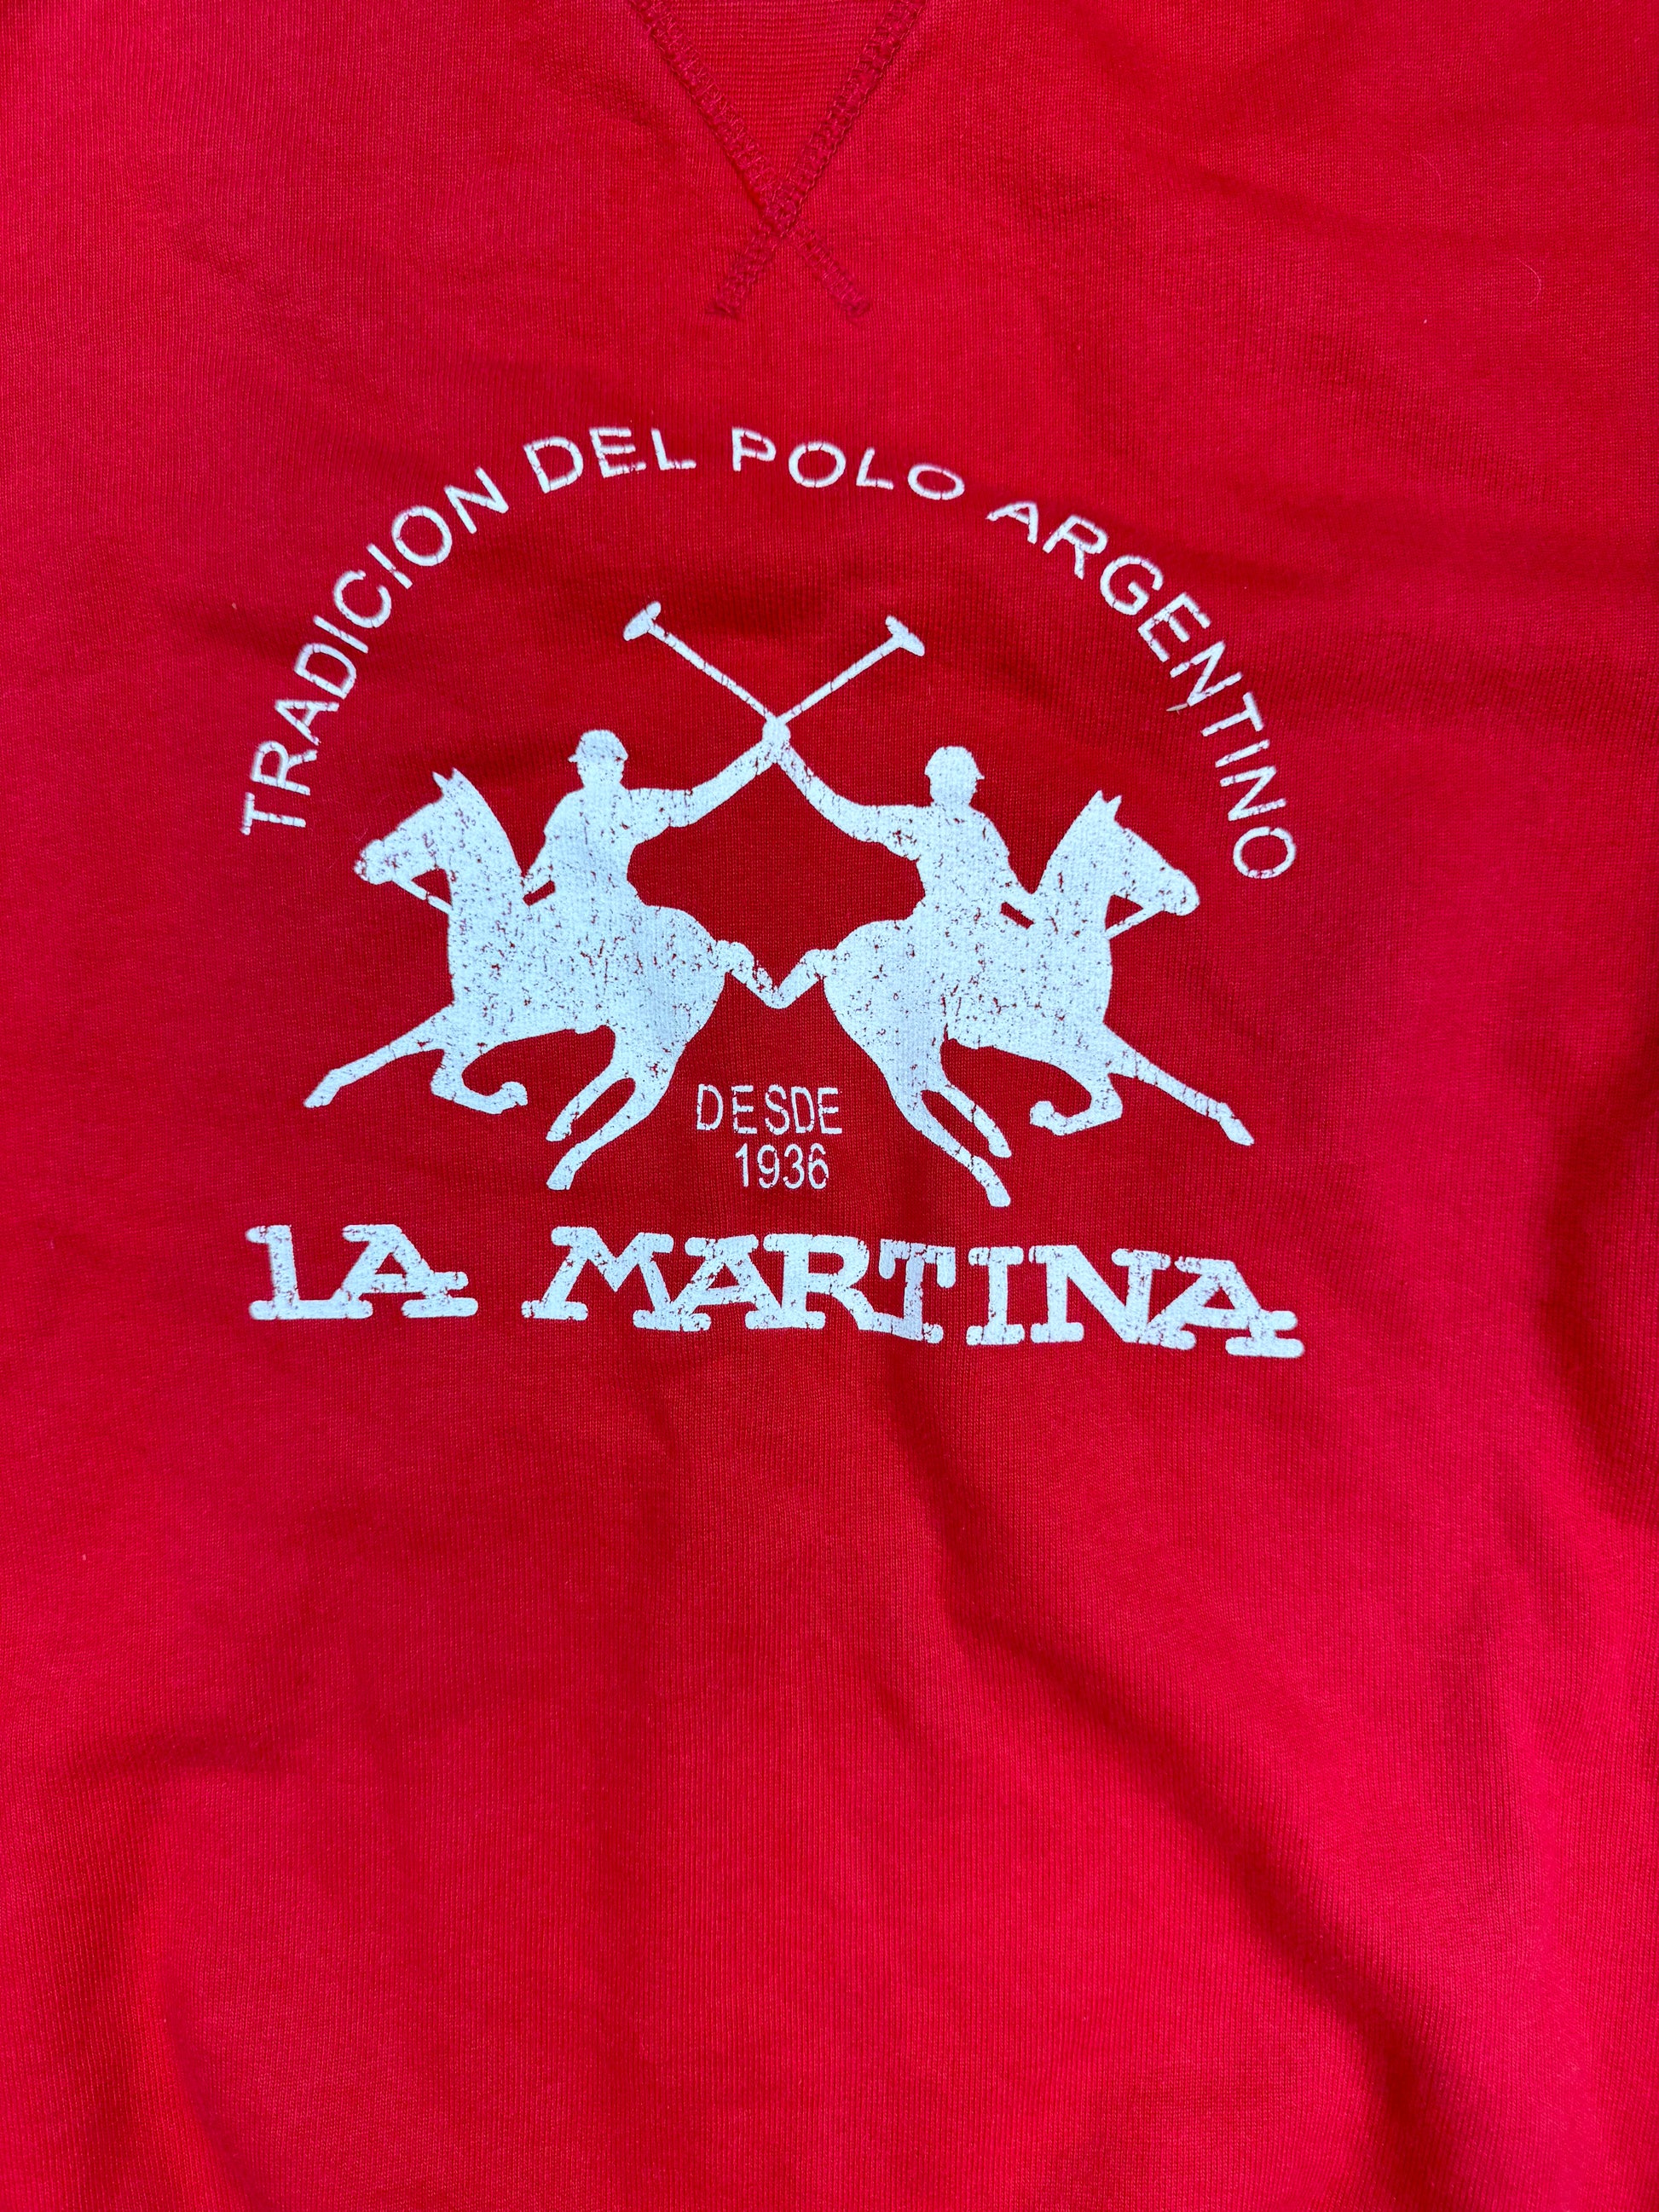 TRADICION DEL POLO ARGENTINO
DESDE
1936
LA MARTINA